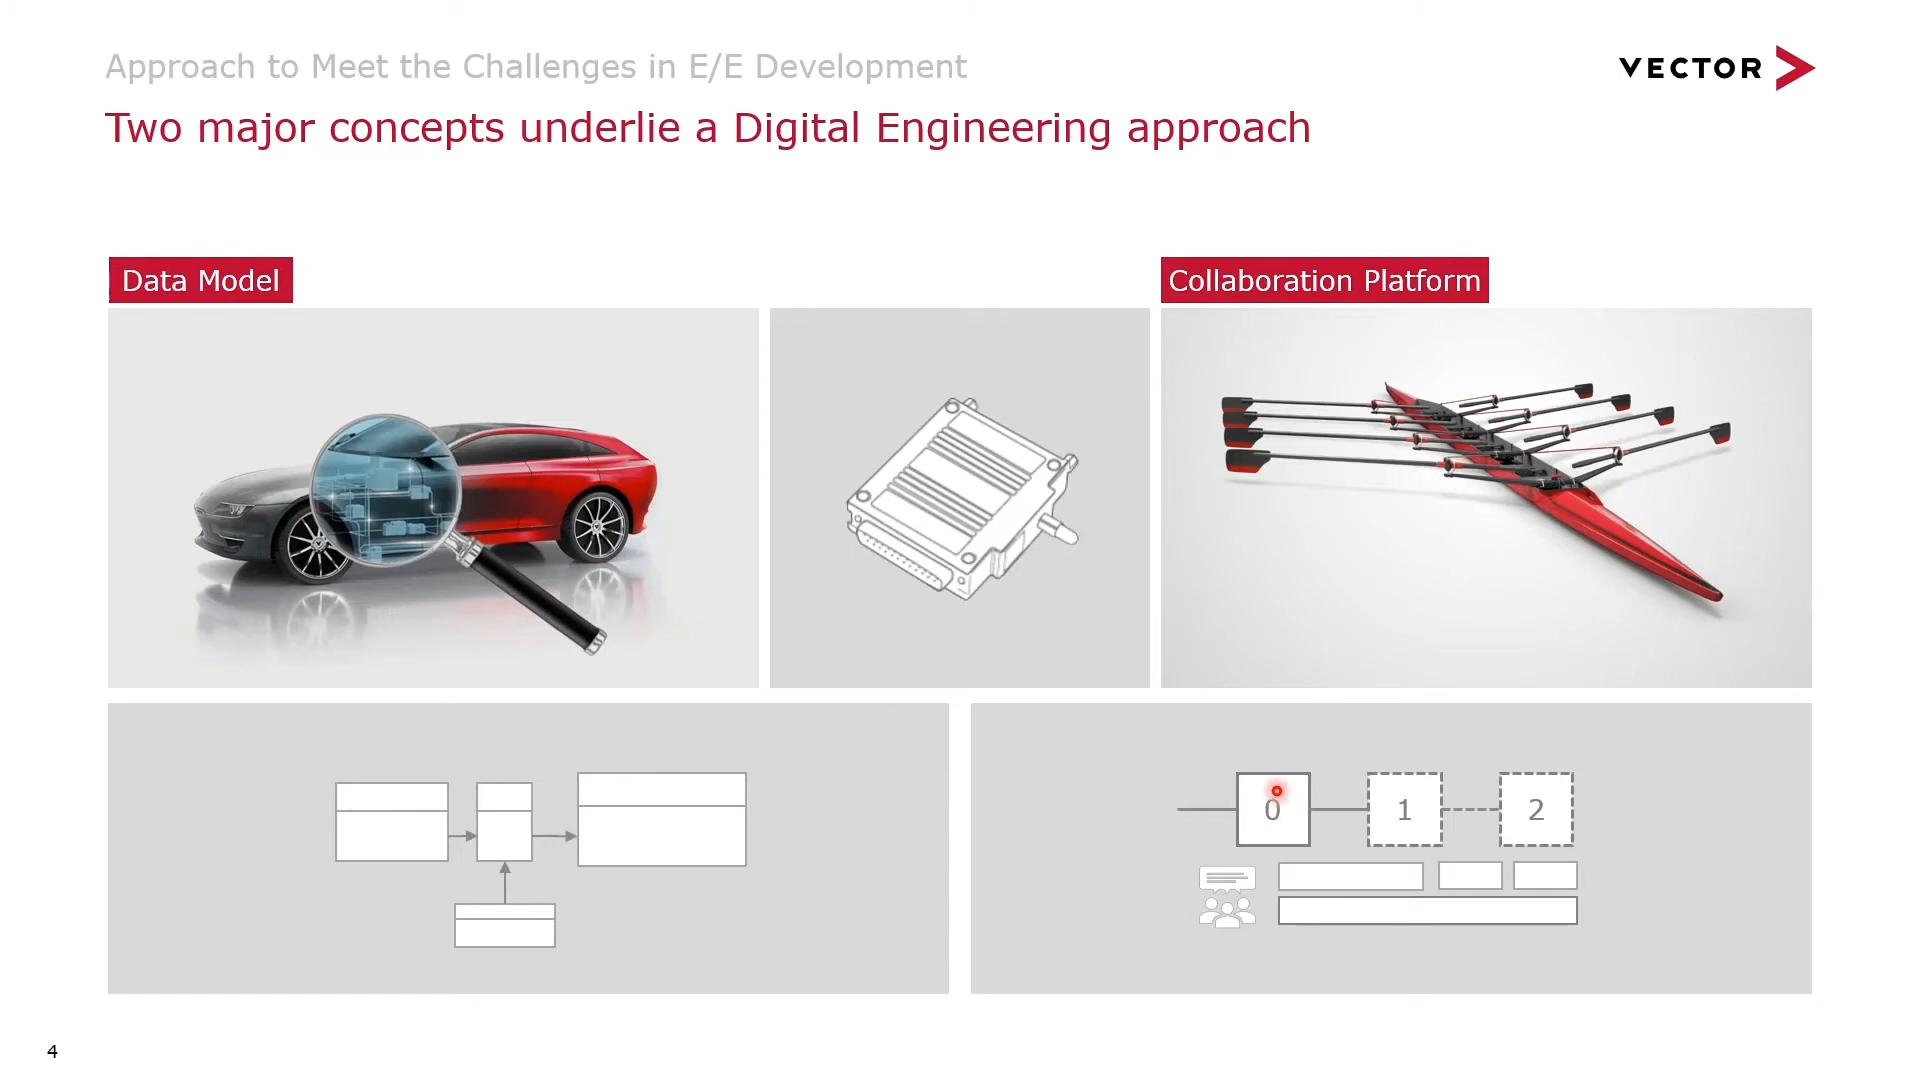 Approach to Meet the Challenges in E/E Development
VECTOR
Two major concepts underlie a Digital Engineering approach
Data Model
Collaboration Platform
0
1
2
4